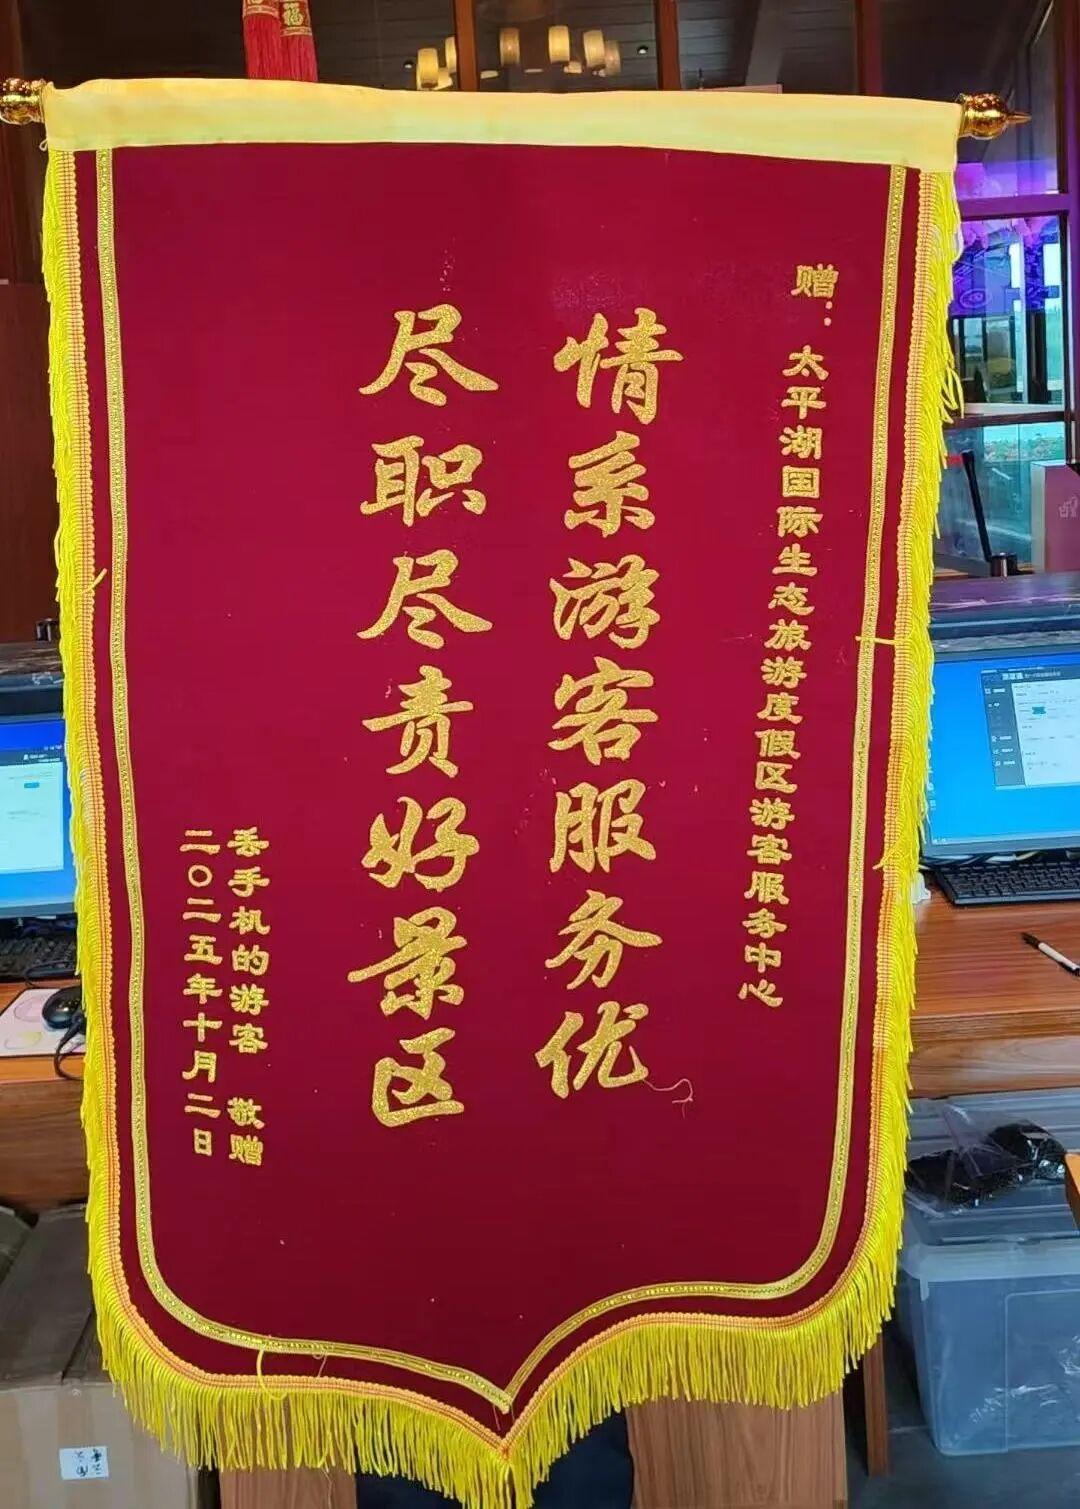 赠：太平湖国际生态旅游度假区游客服务中心
情系游客服务优
尽职尽责好景区
丢手机的游客 敬赠
二〇二五年十月二日
福